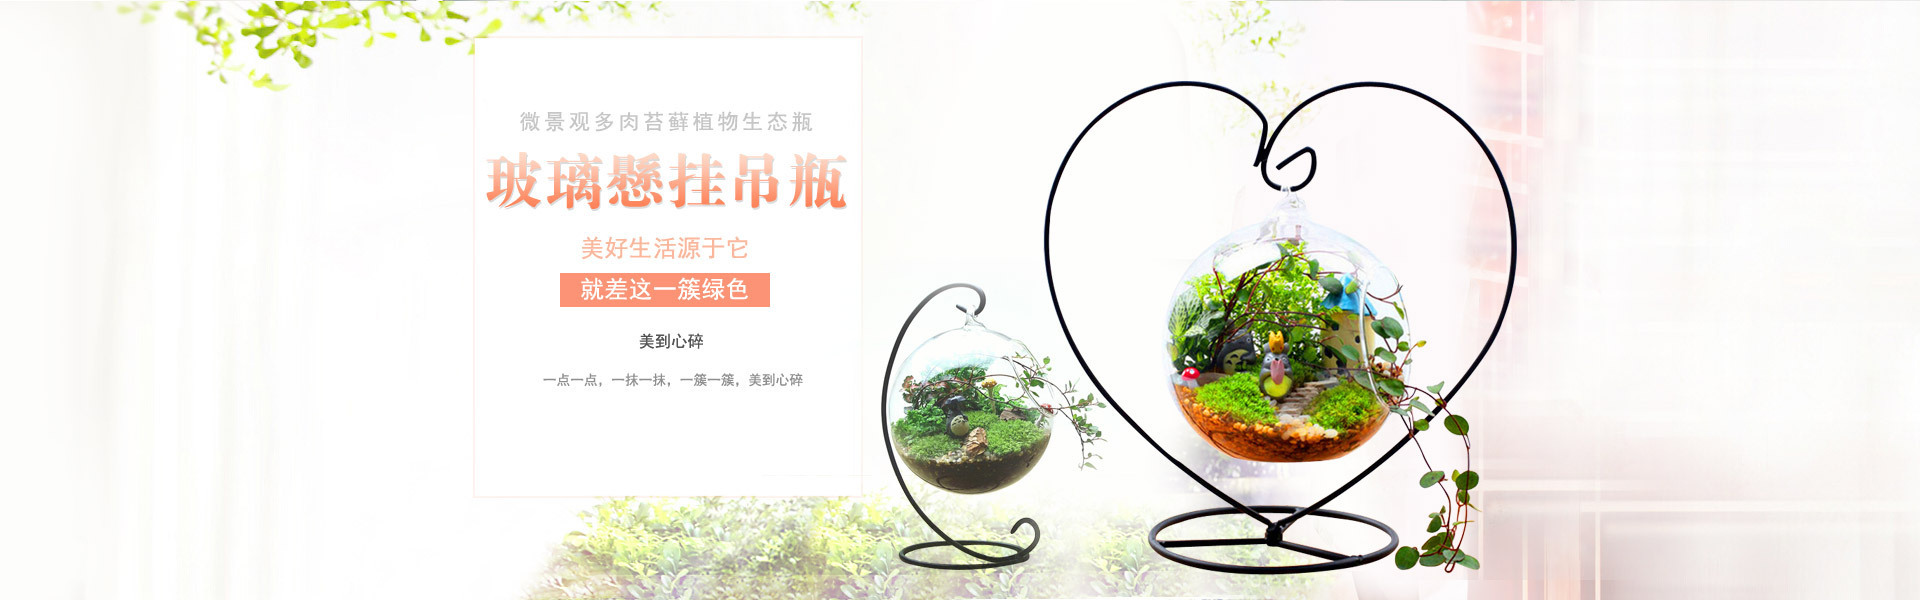 微景观多肉苔藓植物生态瓶
玻璃懸挂吊瓶
美好生活源于它
就差这一簇绿色
美到心碎
一点一点，一抹一抹，一簇一簇，美到心碎